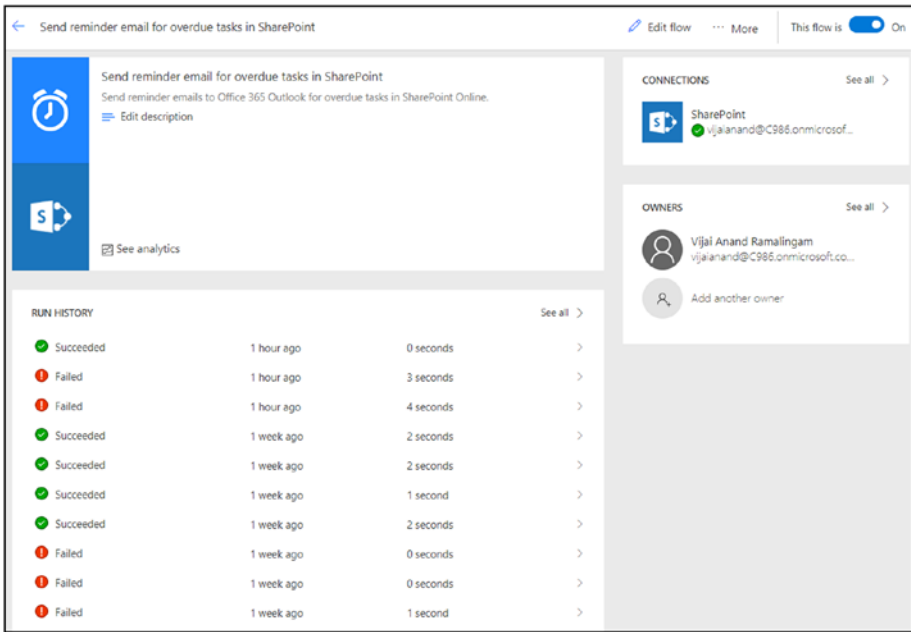 Send reminder email for overdue tasks in SharePoint
Edit flow
··· More
This flow is On
Send reminder email for overdue tasks in SharePoint
Send reminder emails to Office 365 Outlook for overdue tasks in SharePoint Online.
Edit description
See analytics
RUN HISTORY See all
Succeeded 1 hour ago 0 seconds
Failed 1 hour ago 3 seconds
Failed 1 hour ago 4 seconds
Succeeded 1 week ago 2 seconds
Succeeded 1 week ago 2 seconds
Succeeded 1 week ago 1 second
Succeeded 1 week ago 2 seconds
Failed 1 week ago 0 seconds
Failed 1 week ago 0 seconds
Failed 1 week ago 1 second
CONNECTIONS See all
S
SharePoint
vijaianand@C986.onmicrosof...
OWNERS See all
Vijai Anand Ramalingam
vijaianand@C986.onmicrosoft.co...
Add another owner
S